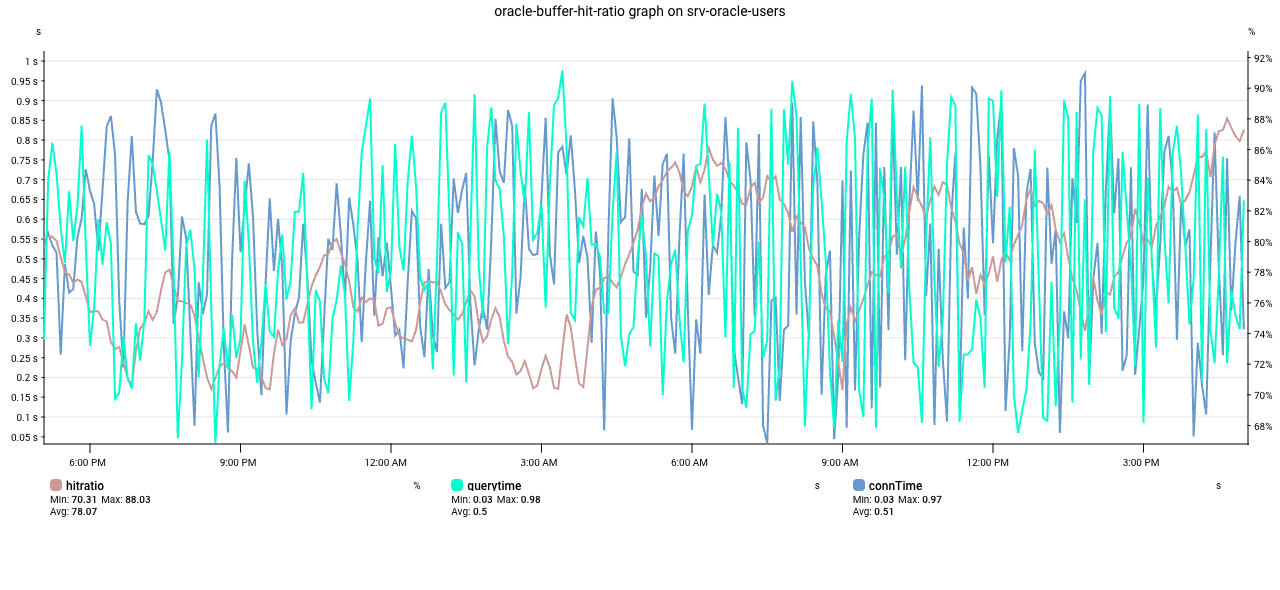 oracle-buffer-hit-ratio graph on srv-oracle-users
s %
1 s 92%
0.95 s
0.9 s 90%
0.85 s
0.8 s 88%
0.75 s 86%
0.7 s 84%
0.65 s
0.6 s 82%
0.55 s 80%
0.5 s
0.45 s 78%
0.4 s 76%
0.35 s
0.3 s 74%
0.25 s 72%
0.2 s
0.15 s 70%
0.1 s 68%
0.05 s
6:00 PM 9:00 PM 12:00 AM 3:00 AM 6:00 AM 9:00 AM 12:00 PM 3:00 PM
hitratio % querytime s connTime s
Min: 70.31 Max: 88.03 Min: 0.03 Max: 0.98 Min: 0.03 Max: 0.97
Avg: 78.07 Avg: 0.5 Avg: 0.51